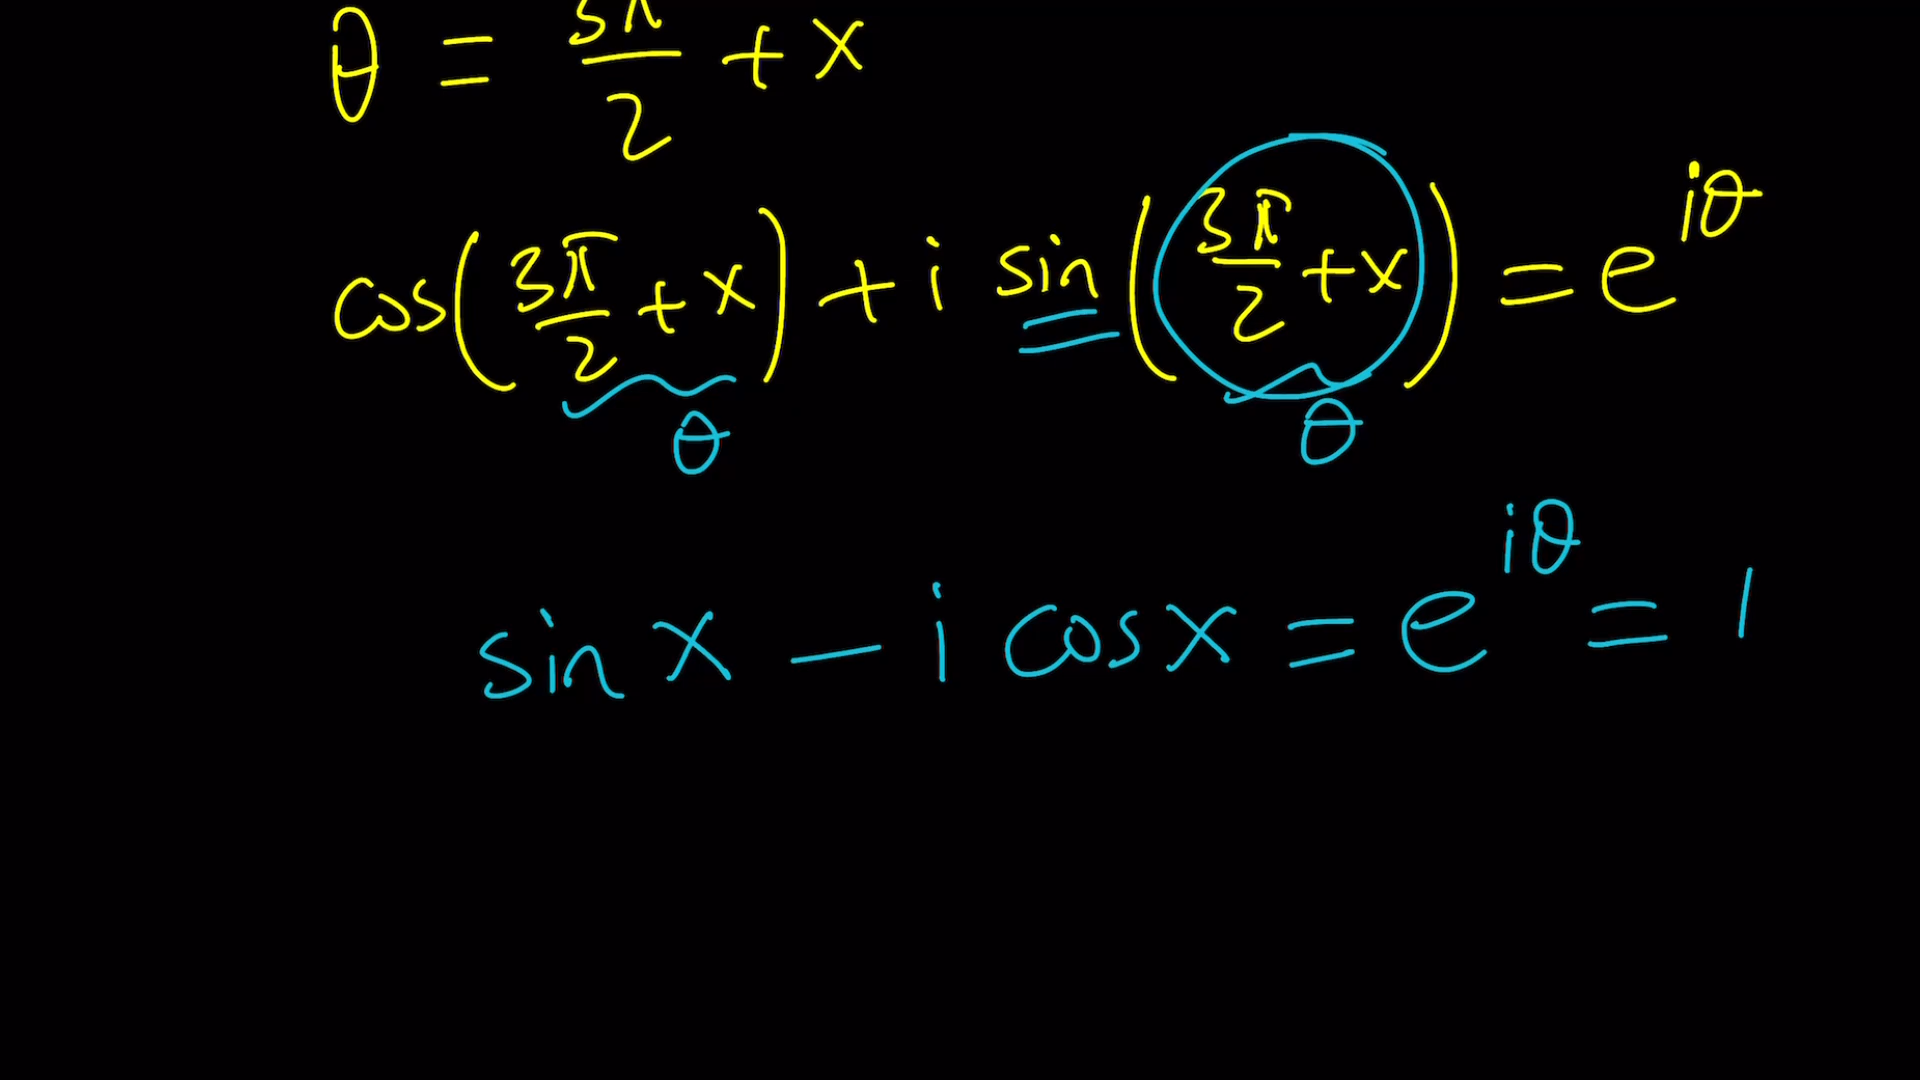 θ = 3π/2 + x
cos(3π/2 + x) + i sin(3π/2 + x) = e^{iθ}
θ θ
sin x − i cos x = e^{iθ} = 1